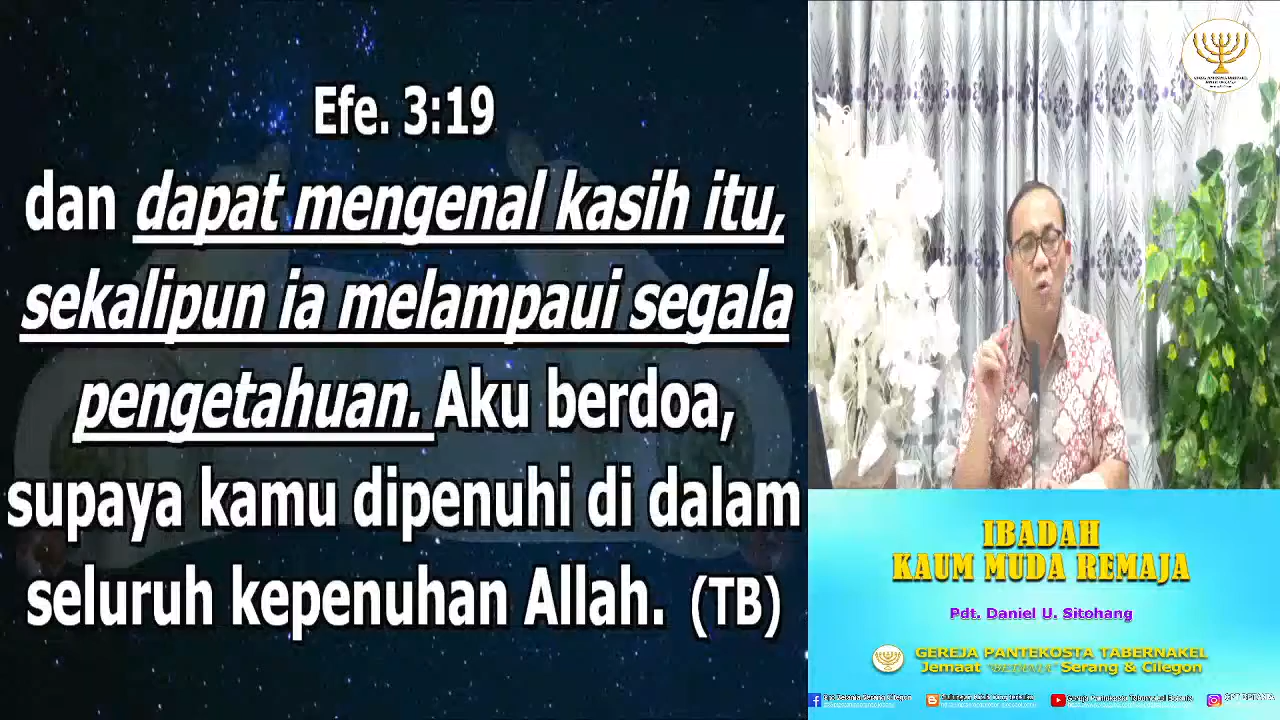 Efe. 3:19
dan dapat mengenal kasih itu,
sekalipun ia melampaui segala
pengetahuan. Aku berdoa,
supaya kamu dipenuhi di dalam
seluruh kepenuhan Allah. (TB)
IBADAH
KAUM MUDA REMAJA
Pdt. Daniel U. Sitohang
GEREJA PANTEKOSTA TABERNAKEL
Jemaat "BETANIA" Serang & Cilegon